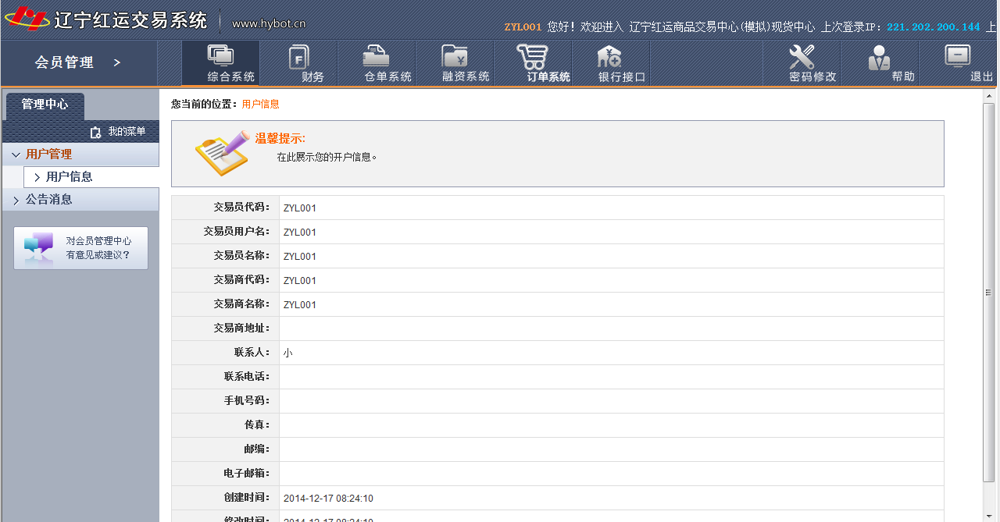 辽宁红运交易系统 www.hybot.cn
ZYL001 您好！欢迎进入 辽宁红运商品交易中心(模拟)现货中心 上次登录IP：221.202.200.144 上
会员管理 >
综合系统 财务 仓单系统 融资系统 订单系统 银行接口 密码修改 帮助 退出
管理中心
我的菜单
用户管理
用户信息
公告消息
对会员管理中心
有意见或建议？
您当前的位置：用户信息
温馨提示:
在此展示您的开户信息。
交易员代码： ZYL001
交易员用户名： ZYL001
交易员名称： ZYL001
交易商代码： ZYL001
交易商名称： ZYL001
交易商地址：
联系人： 小
联系电话：
手机号码：
传真：
邮编：
电子邮箱：
创建时间： 2014-12-17 08:24:10
修改时间： 2014-12-17 08:24:10